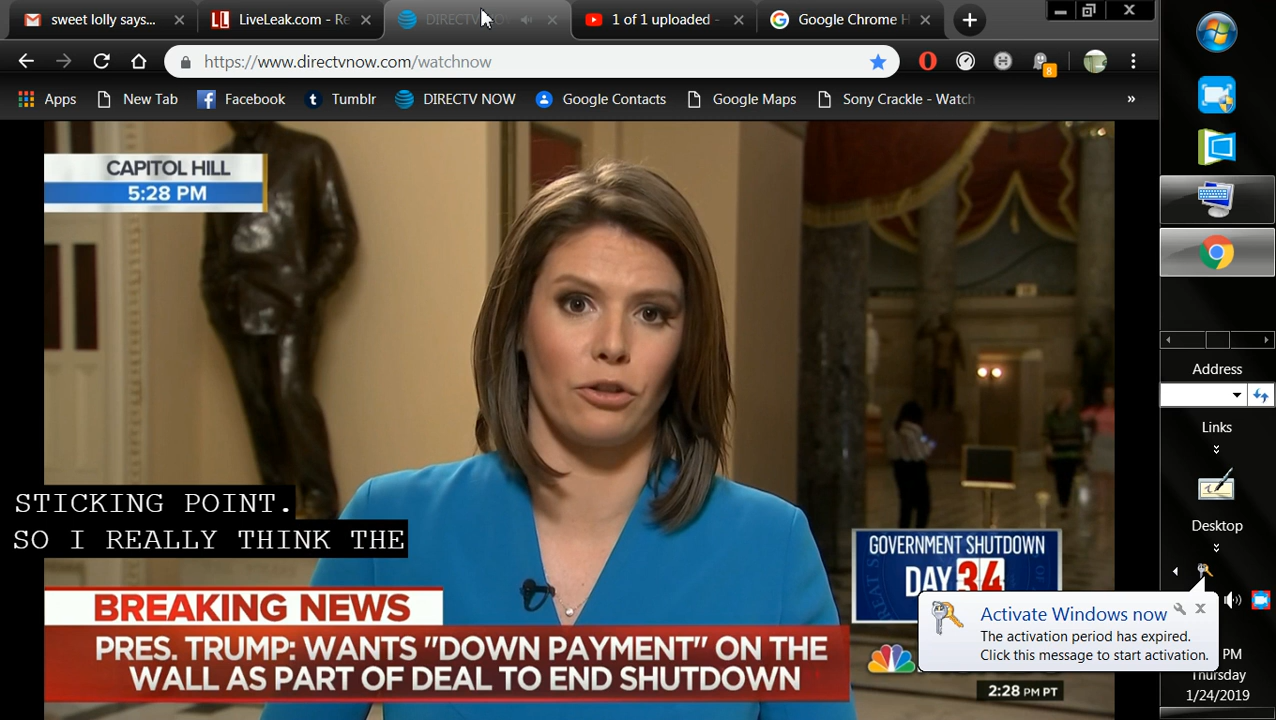 sweet lolly says...
LiveLeak.com - Re
DIRECTV NOW
1 of 1 uploaded -
Google Chrome H
https://www.directvnow.com/watchnow
8
Apps
New Tab
Facebook
Tumblr
DIRECTV NOW
Google Contacts
Google Maps
Sony Crackle - Watch
»
CAPITOL HILL
5:28 PM
STICKING POINT.
SO I REALLY THINK THE
GOVERNMENT SHUTDOWN
DAY 34
BREAKING NEWS
PRES. TRUMP: WANTS "DOWN PAYMENT" ON THE
WALL AS PART OF DEAL TO END SHUTDOWN
2:28 PM PT
Address
Links
Desktop
Activate Windows now
The activation period has expired.
Click this message to start activation.
PM
Thursday
1/24/2019